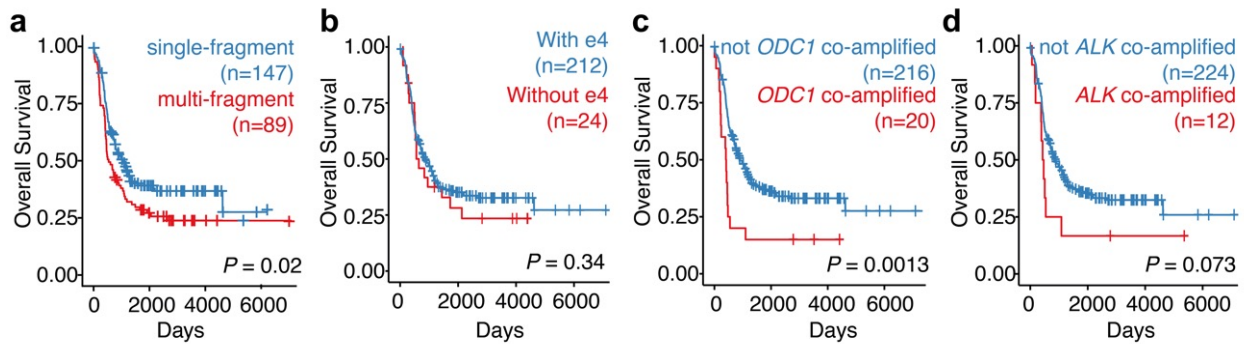 a
single-fragment
(n=147)
multi-fragment
(n=89)
Overall Survival
1.00
0.75
0.50
0.25
0.00
P = 0.02
0 2000 4000 6000
Days
b
With e4
(n=212)
Without e4
(n=24)
Overall Survival
1.00
0.75
0.50
0.25
0.00
P = 0.34
0 2000 4000 6000
Days
c
not ODC1 co-amplified
(n=216)
ODC1 co-amplified
(n=20)
Overall Survival
1.00
0.75
0.50
0.25
0.00
P = 0.0013
0 2000 4000 6000
Days
d
not ALK co-amplified
(n=224)
ALK co-amplified
(n=12)
Overall Survival
1.00
0.75
0.50
0.25
0.00
P = 0.073
0 2000 4000 6000
Days